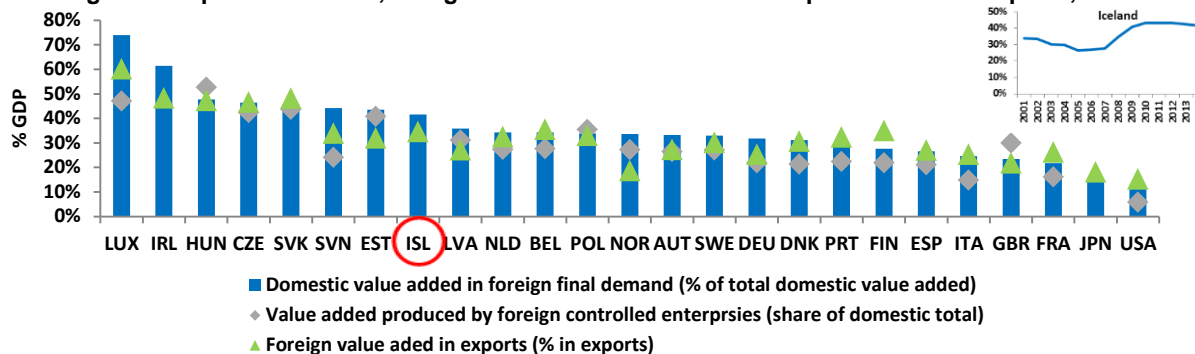 80%
70%
60%
50%
40%
30%
20%
10%
0%
% GDP
LUX IRL HUN CZE SVK SVN EST ISL LVA NLD BEL POL NOR AUT SWE DEU DNK PRT FIN ESP ITA GBR FRA JPN USA
Iceland
50%
40%
30%
20%
10%
0%
2001 2002 2003 2004 2005 2006 2007 2008 2009 2010 2011 2012 2013
Domestic value added in foreign final demand (% of total domestic value added)
Value added produced by foreign controlled enterprsies (share of domestic total)
Foreign value aded in exports (% in exports)